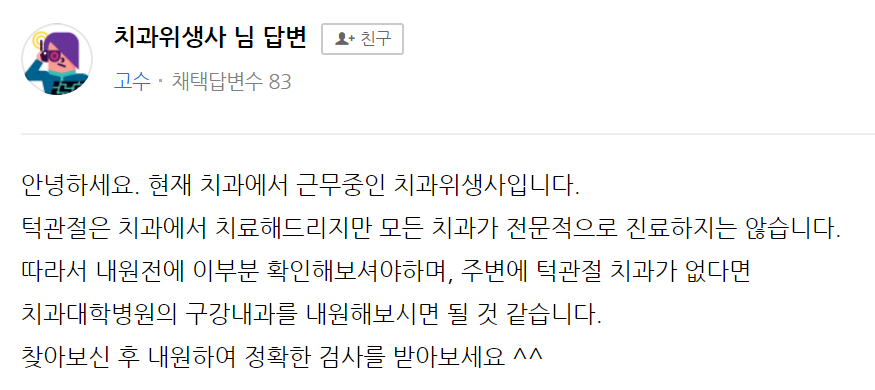 치과위생사 님 답변
친구
고수 · 채택답변수 83
안녕하세요. 현재 치과에서 근무중인 치과위생사입니다.
턱관절은 치과에서 치료해드리지만 모든 치과가 전문적으로 진료하지는 않습니다.
따라서 내원전에 이부분 확인해보셔야하며, 주변에 턱관절 치과가 없다면
치과대학병원의 구강내과를 내원해보시면 될 것 같습니다.
찾아보신 후 내원하여 정확한 검사를 받아보세요 ^^